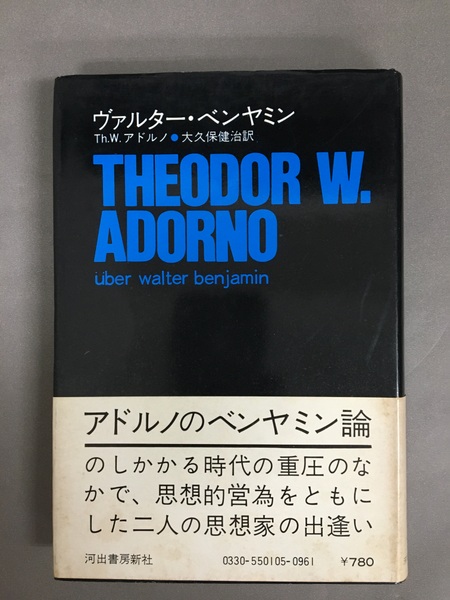 ヴァルター・ベンヤミン
Th.W.アドルノ●大久保健治訳
THEODOR W.
ADORNO
über walter benjamin
アドルノのベンヤミン論
のしかかる時代の重圧のな
かで、思想的営為をともに
した二人の思想家の出逢い
河出書房新社 0330-550105-0961 ¥780